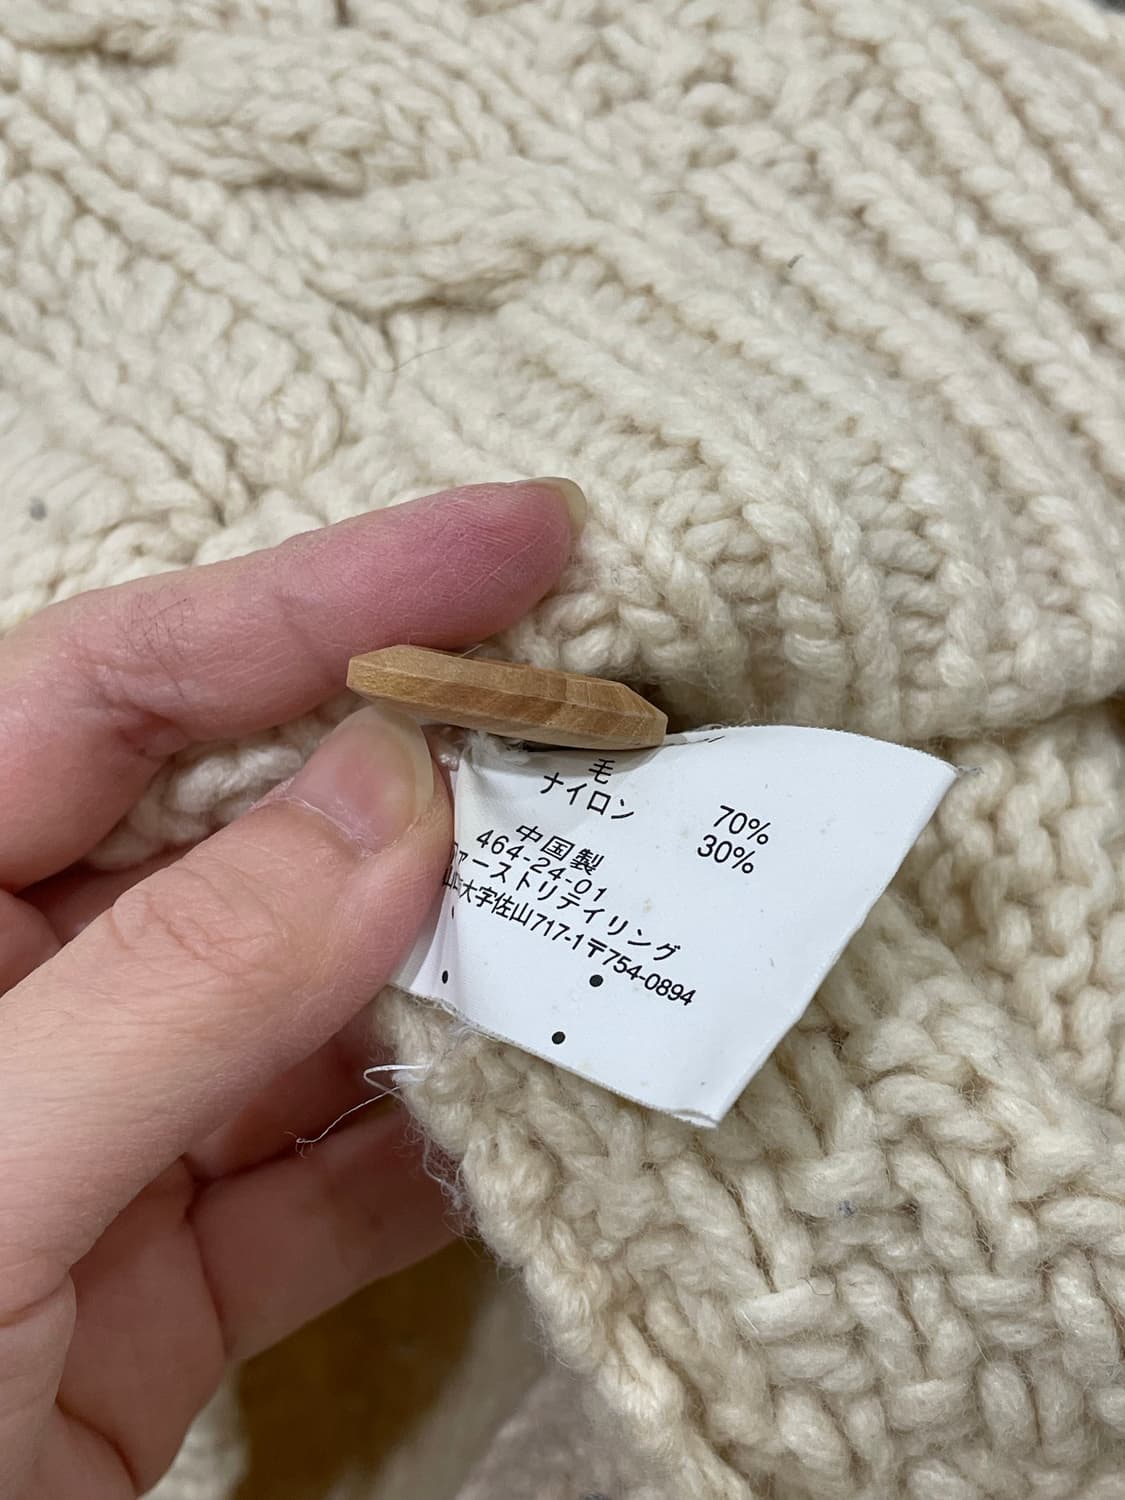 毛 70%
ナイロン 30%
中国製
464-24-01
ァーストリテイリング
大字佐山717-1〒754-0894